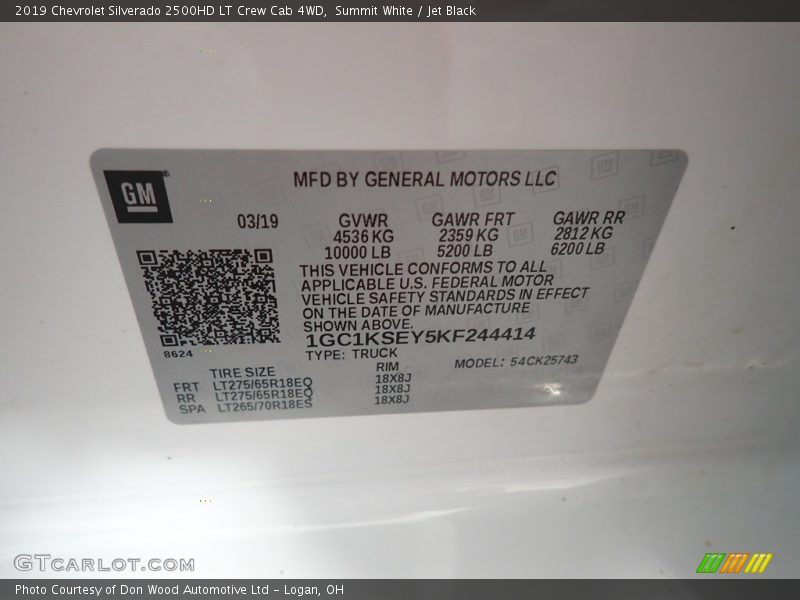 2019 Chevrolet Silverado 2500HD LT Crew Cab 4WD, Summit White / Jet Black
GM®
MFD BY GENERAL MOTORS LLC
03/19 GVWR GAWR FRT GAWR RR
4536 KG 2359 KG 2812 KG
10000 LB 5200 LB 6200 LB
THIS VEHICLE CONFORMS TO ALL
APPLICABLE U.S. FEDERAL MOTOR
VEHICLE SAFETY STANDARDS IN EFFECT
ON THE DATE OF MANUFACTURE
SHOWN ABOVE.
1GC1KSEY5KF244414
8624
TYPE: TRUCK MODEL: 54CK25743
TIRE SIZE RIM
FRT LT275/65R18EQ 18X8J
RR LT275/65R18EQ 18X8J
SPA LT265/70R18ES 18X8J
GTCARLOT.COM
Photo Courtesy of Don Wood Automotive Ltd - Logan, OH